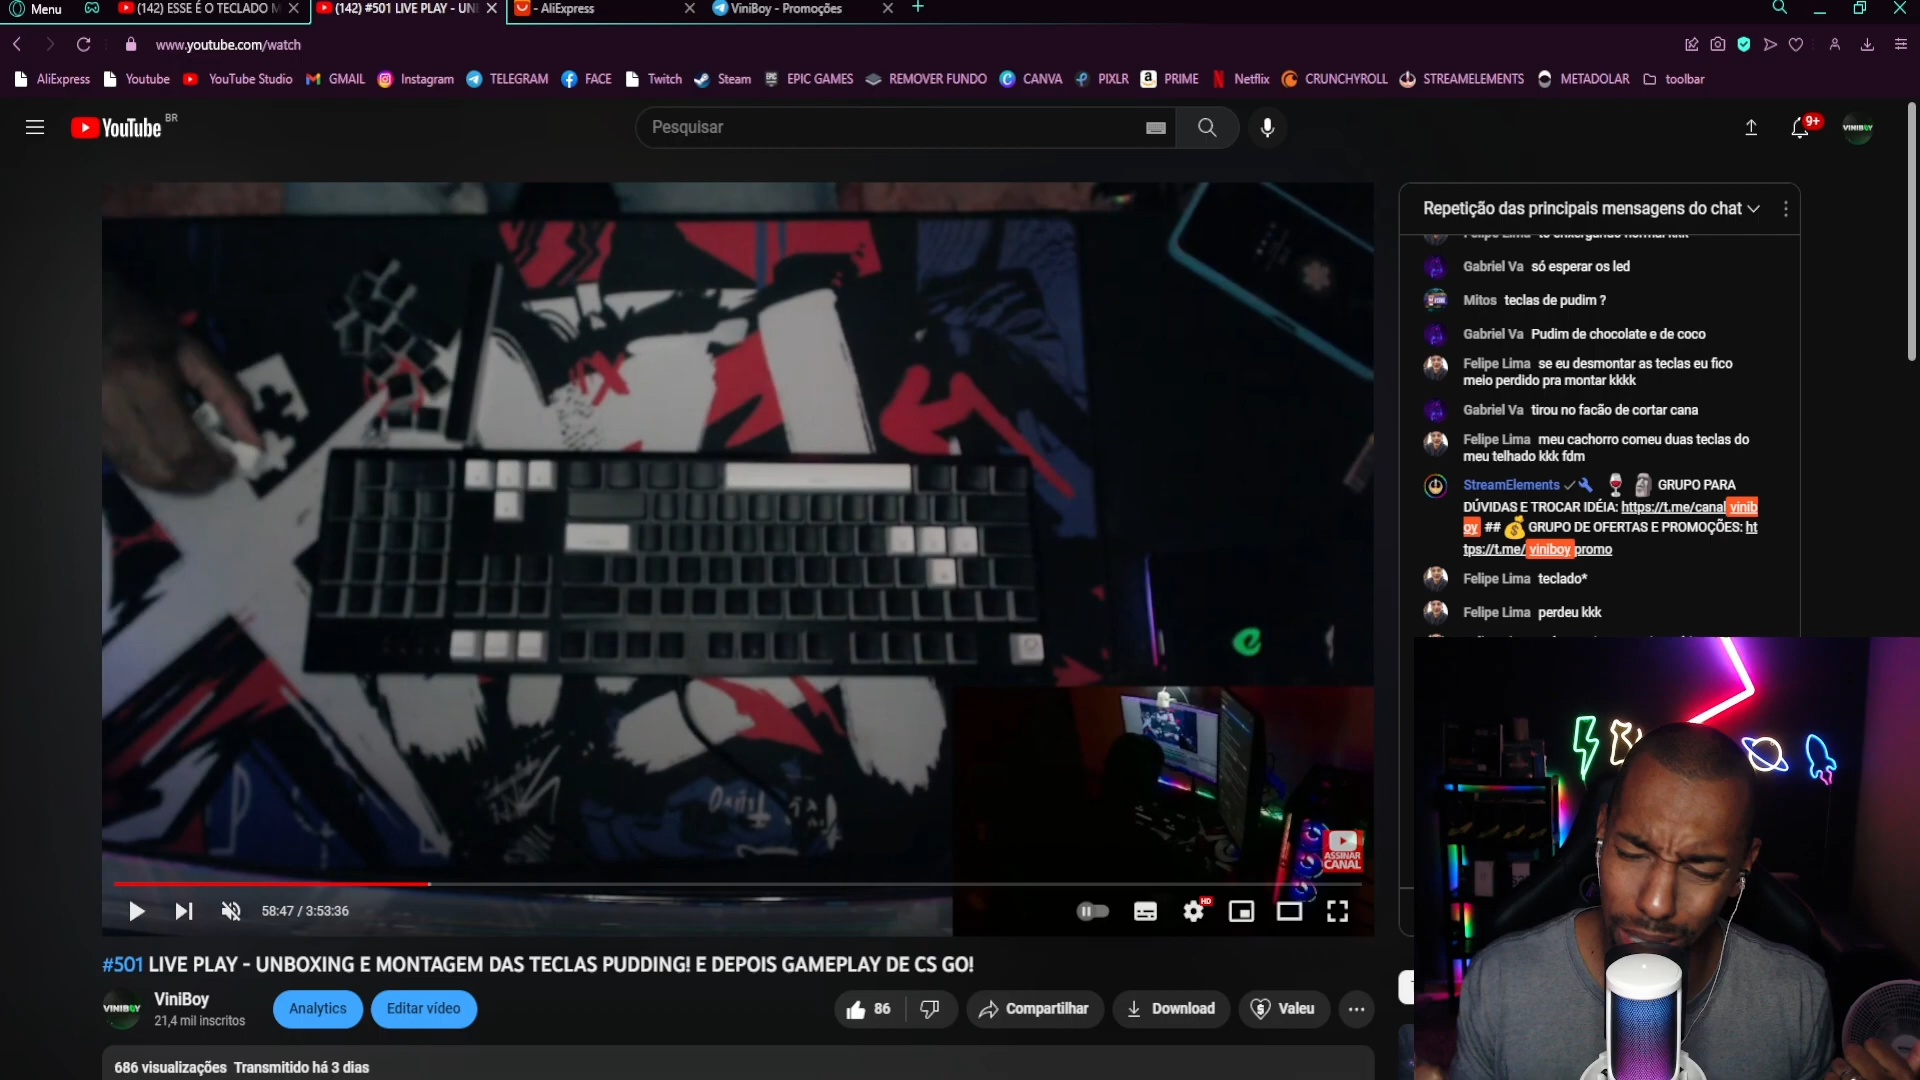 Menu
(142) ESSE É O TECLADO M
(142) #501 LIVE PLAY - UN
- AliExpress
ViniBoy - Promoções
www.youtube.com/watch
AliExpress
Youtube
YouTube Studio
GMAIL
Instagram
TELEGRAM
FACE
Twitch
Steam
EPIC GAMES
REMOVER FUNDO
CANVA
PIXLR
PRIME
Netflix
CRUNCHYROLL
STREAMELEMENTS
METADOLAR
toolbar
YouTube BR
Pesquisar
9+
VINIBOY
Repetição das principais mensagens do chat
Gabriel Va só esperar os led
Mitos teclas de pudim ?
Gabriel Va Pudim de chocolate e de coco
Felipe Lima se eu desmontar as teclas eu fico
meio perdido pra montar kkkk
Gabriel Va tirou no facão de cortar cana
Felipe Lima meu cachorro comeu duas teclas do
meu telhado kkk fdm
StreamElements GRUPO PARA
DÚVIDAS E TROCAR IDÉIA: https://t.me/canal vinib
oy ## GRUPO DE OFERTAS E PROMOÇÕES: ht
tps://t.me/ viniboy promo
Felipe Lima teclado*
Felipe Lima perdeu kkk
ASSINAR
CANAL
58:47 / 3:53:36
HD
#501 LIVE PLAY - UNBOXING E MONTAGEM DAS TECLAS PUDDING! E DEPOIS GAMEPLAY DE CS GO!
VINIBOY
ViniBoy
21,4 mil inscritos
Analytics
Editar vídeo
86
Compartilhar
Download
Valeu
686 visualizações Transmitido há 3 dias